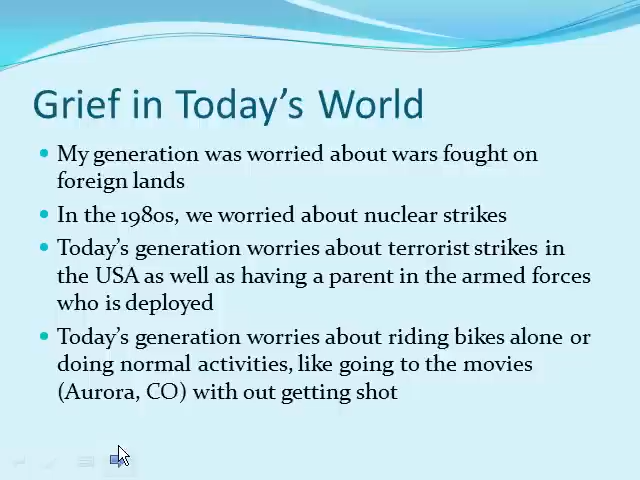 Grief in Today's World
• My generation was worried about wars fought on
foreign lands
• In the 1980s, we worried about nuclear strikes
• Today's generation worries about terrorist strikes in
the USA as well as having a parent in the armed forces
who is deployed
• Today's generation worries about riding bikes alone or
doing normal activities, like going to the movies
(Aurora, CO) with out getting shot